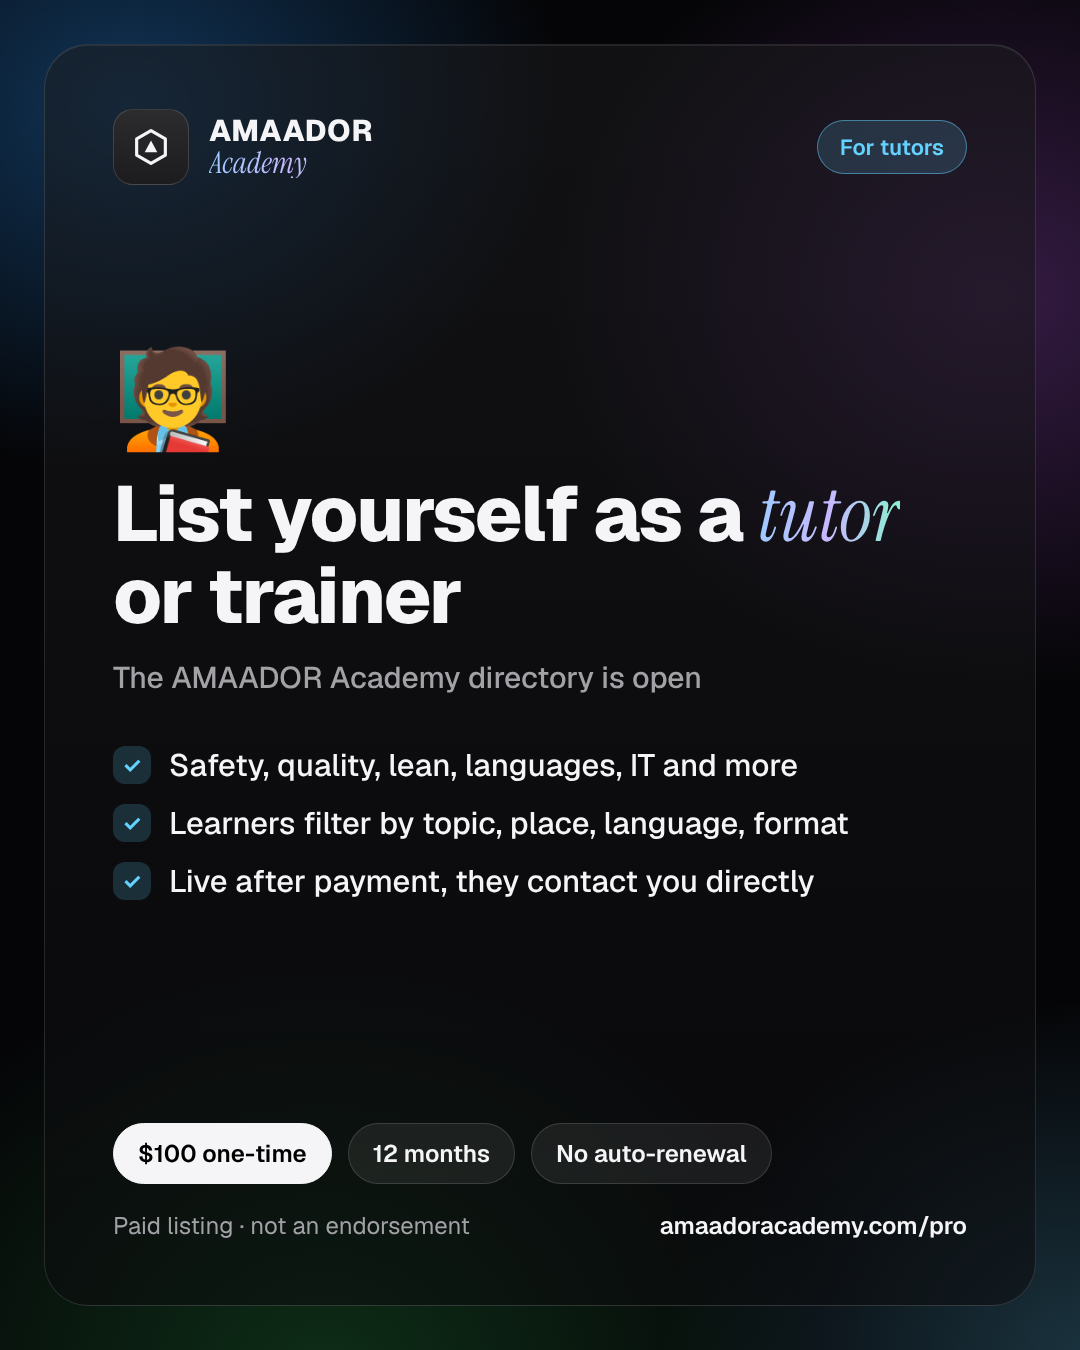 AMAADOR
Academy
For tutors
List yourself as a tutor
or trainer
The AMAADOR Academy directory is open
Safety, quality, lean, languages, IT and more
Learners filter by topic, place, language, format
Live after payment, they contact you directly
$100 one-time
12 months
No auto-renewal
Paid listing · not an endorsement
amaadoracademy.com/pro